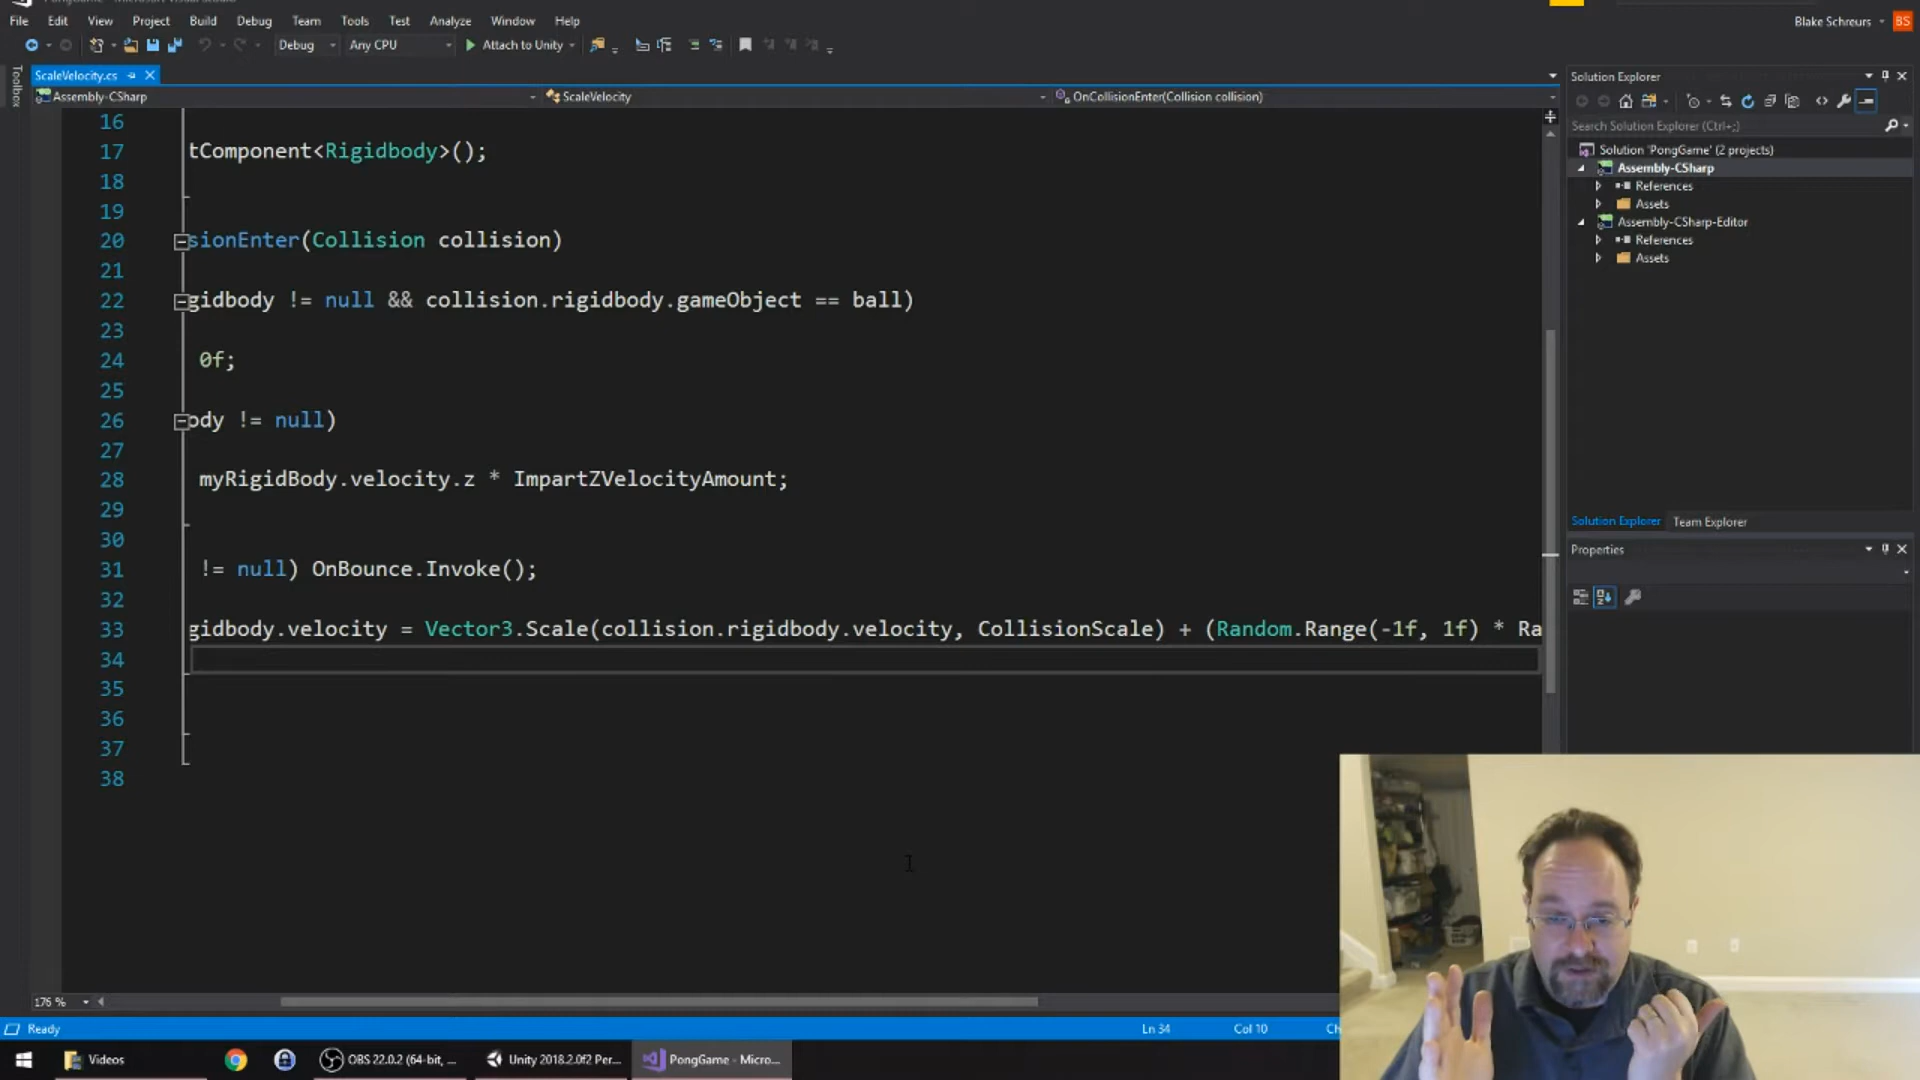 File Edit View Project Build Debug Team Tools Test Analyze Window Help
Blake Schreurs BS
Debug Any CPU Attach to Unity
Toolbox
ScaleVelocity.cs
Assembly-CSharp ScaleVelocity OnCollisionEnter(Collision collision)
16
17 tComponent<Rigidbody>();
18
19
20 sionEnter(Collision collision)
21
22 gidbody != null && collision.rigidbody.gameObject == ball)
23
24 0f;
25
26 ody != null)
27
28 myRigidBody.velocity.z * ImpartZVelocityAmount;
29
30
31 != null) OnBounce.Invoke();
32
33 gidbody.velocity = Vector3.Scale(collision.rigidbody.velocity, CollisionScale) + (Random.Range(-1f, 1f) * Ra
34
35
36
37
38
Solution Explorer
Search Solution Explorer (Ctrl+;)
Solution 'PongGame' (2 projects)
Assembly-CSharp
References
Assets
Assembly-CSharp-Editor
References
Assets
Solution Explorer Team Explorer
Properties
176 %
Ready Ln 34 Col 10 Ch
Videos OBS 22.0.2 (64-bit, ... Unity 2018.2.0f2 Per... PongGame - Micro...